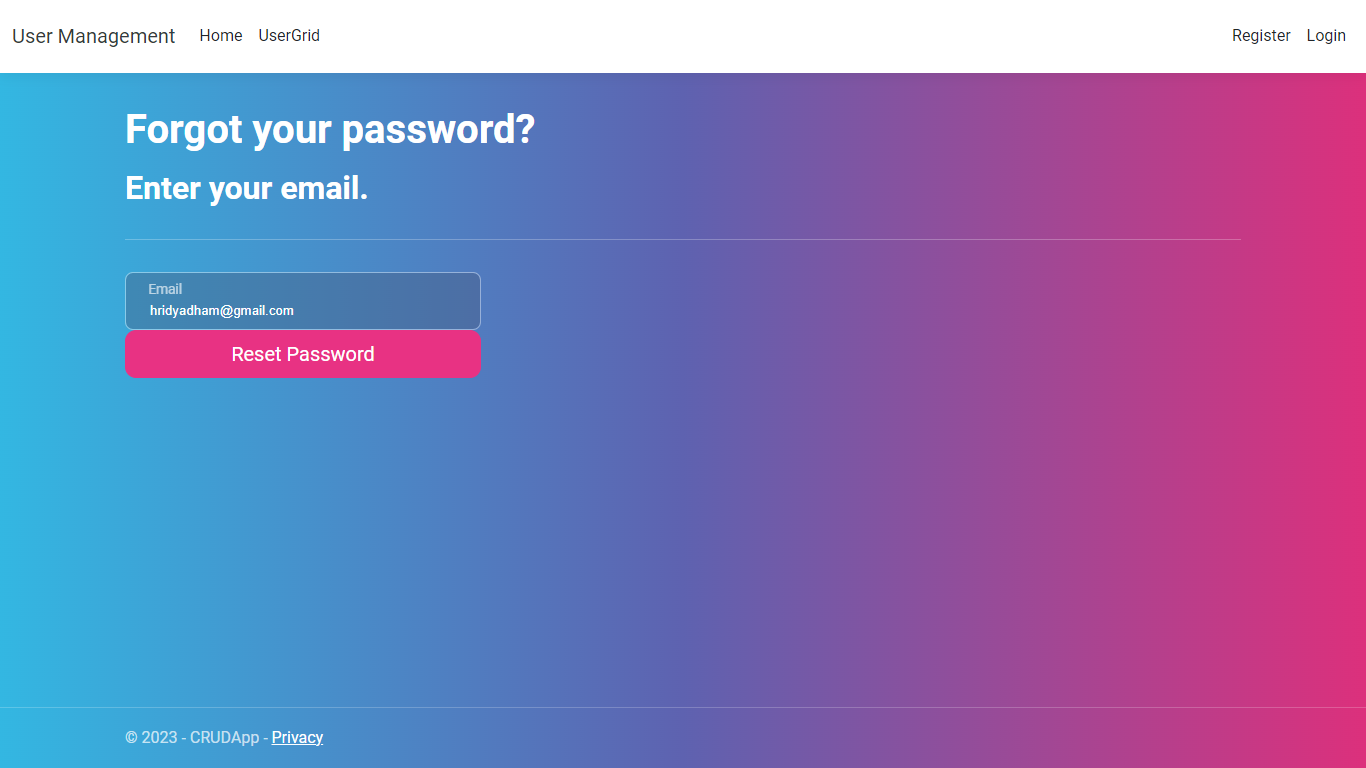 User Management Home UserGrid Register Login
Forgot your password?
Enter your email.
Email
hridyadham@gmail.com
Reset Password
© 2023 - CRUDApp - Privacy